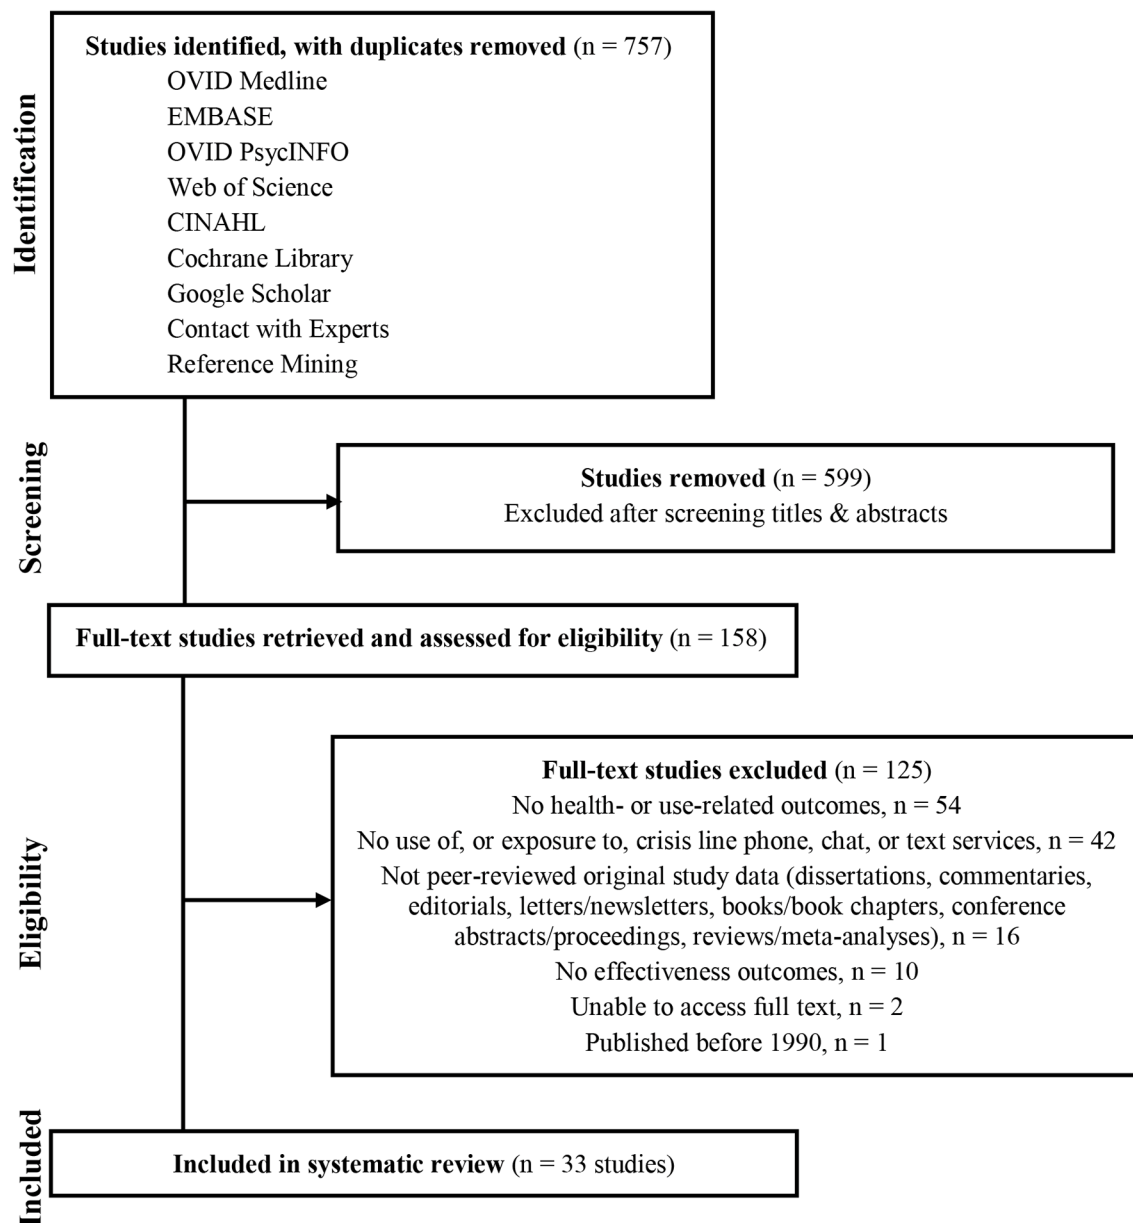 Identification
Studies identified, with duplicates removed (n = 757)
OVID Medline
EMBASE
OVID PsycINFO
Web of Science
CINAHL
Cochrane Library
Google Scholar
Contact with Experts
Reference Mining
Screening
Studies removed (n = 599)
Excluded after screening titles & abstracts
Full-text studies retrieved and assessed for eligibility (n = 158)
Eligibility
Full-text studies excluded (n = 125)
No health- or use-related outcomes, n = 54
No use of, or exposure to, crisis line phone, chat, or text services, n = 42
Not peer-reviewed original study data (dissertations, commentaries,
editorials, letters/newsletters, books/book chapters, conference
abstracts/proceedings, reviews/meta-analyses), n = 16
No effectiveness outcomes, n = 10
Unable to access full text, n = 2
Published before 1990, n = 1
Included
Included in systematic review (n = 33 studies)